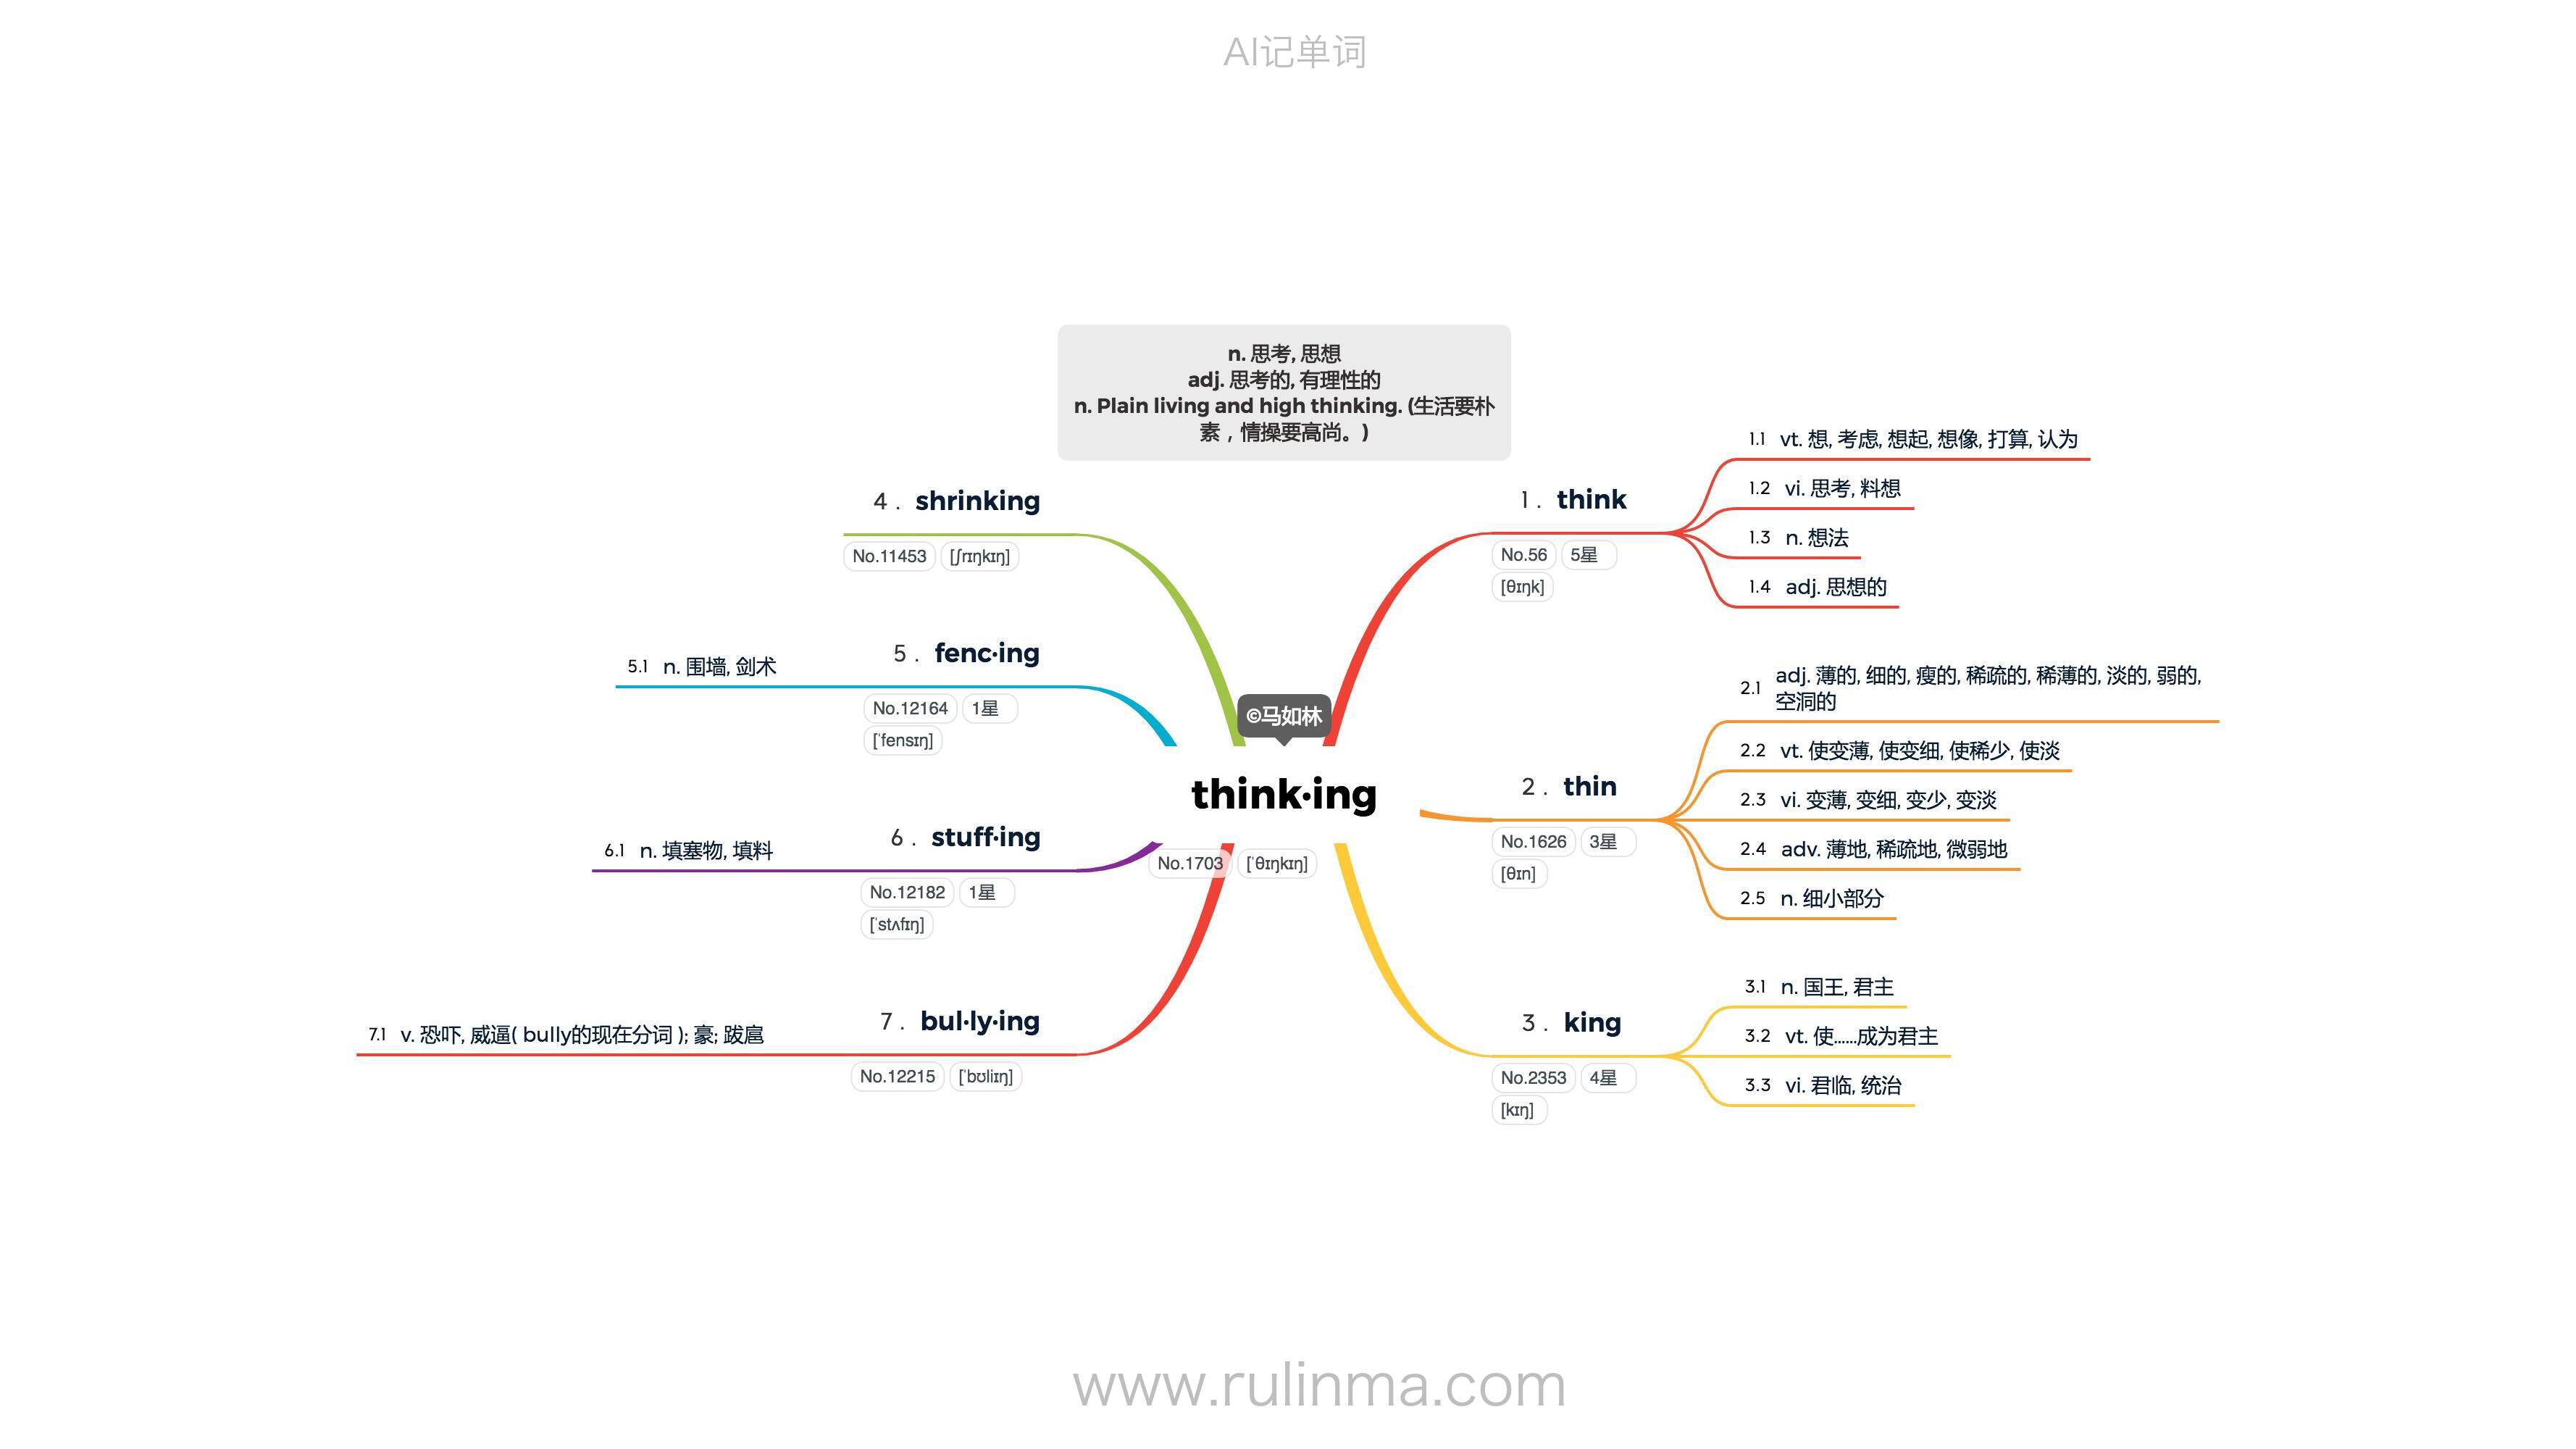 AI记单词
n. 思考, 思想
adj. 思考的, 有理性的
n. Plain living and high thinking. (生活要朴
素，情操要高尚。)
©马如林
think·ing
No.1703 [ˈθɪŋkɪŋ]
1 . think
No.56 5星
[θɪŋk]
1.1 vt. 想, 考虑, 想起, 想像, 打算, 认为
1.2 vi. 思考, 料想
1.3 n. 想法
1.4 adj. 思想的
2 . thin
No.1626 3星
[θɪn]
2.1 adj. 薄的, 细的, 瘦的, 稀疏的, 稀薄的, 淡的, 弱的,
空洞的
2.2 vt. 使变薄, 使变细, 使稀少, 使淡
2.3 vi. 变薄, 变细, 变少, 变淡
2.4 adv. 薄地, 稀疏地, 微弱地
2.5 n. 细小部分
3 . king
No.2353 4星
[kɪŋ]
3.1 n. 国王, 君主
3.2 vt. 使……成为君主
3.3 vi. 君临, 统治
4 . shrinking
No.11453 [ʃrɪŋkɪŋ]
5 . fenc·ing
No.12164 1星
[ˈfensɪŋ]
5.1 n. 围墙, 剑术
6 . stuff·ing
No.12182 1星
[ˈstʌfɪŋ]
6.1 n. 填塞物, 填料
7 . bul·ly·ing
No.12215 [ˈbʊliɪŋ]
7.1 v. 恐吓, 威逼( bully的现在分词 ); 豪; 跋扈
www.rulinma.com